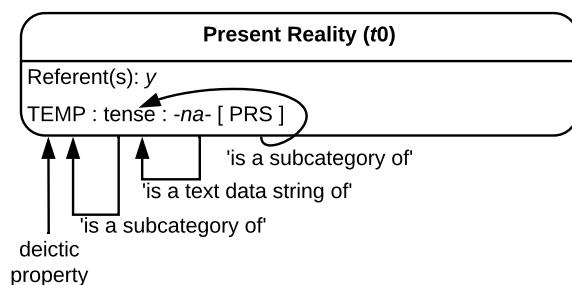 Present Reality (t0)
Referent(s): y
TEMP : tense : -na- [ PRS ]
'is a subcategory of'
'is a text data string of'
'is a subcategory of'
deictic
property